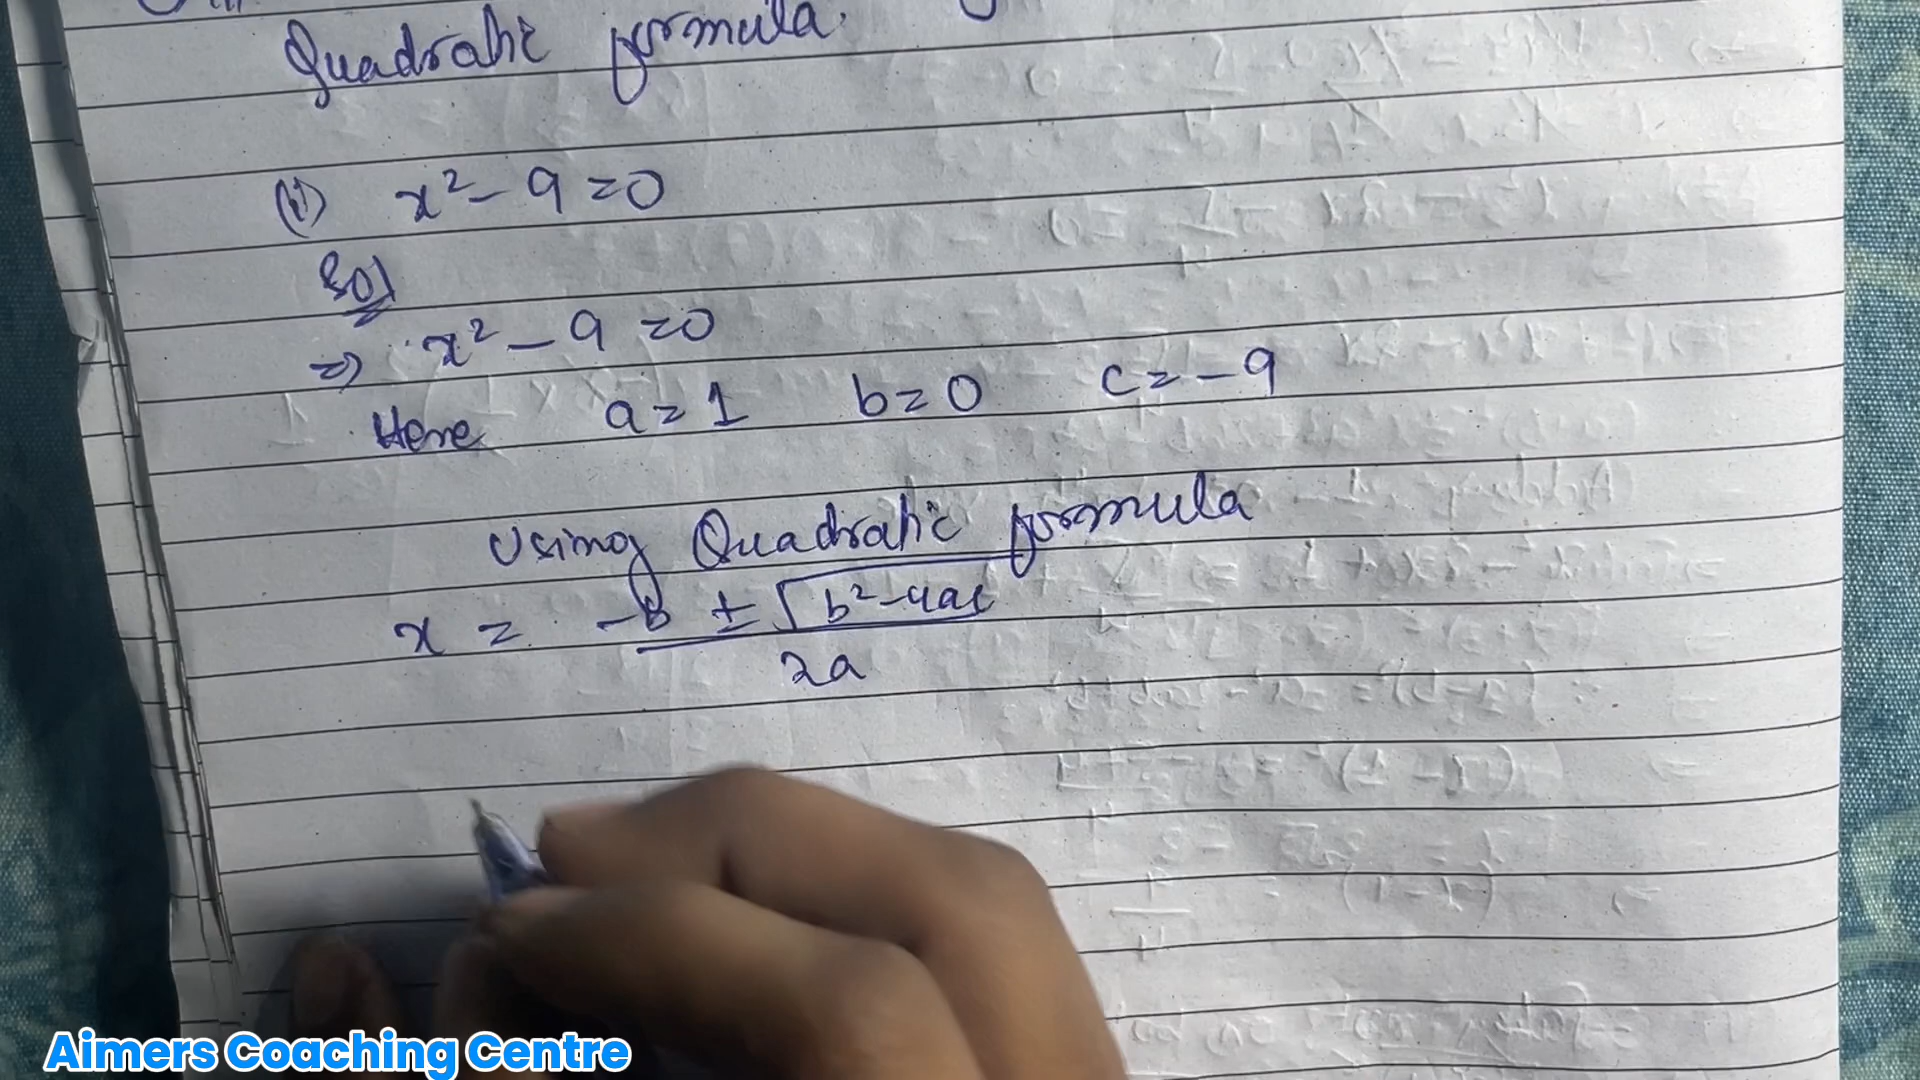 Quadratic formula.
x² - 9 = 0
Sol
⇒ x² - 9 = 0
Here a = 1 b = 0 c = -9
Using Quadratic formula
x = -b ± √b²-4ac
2a
Aimers Coaching Centre